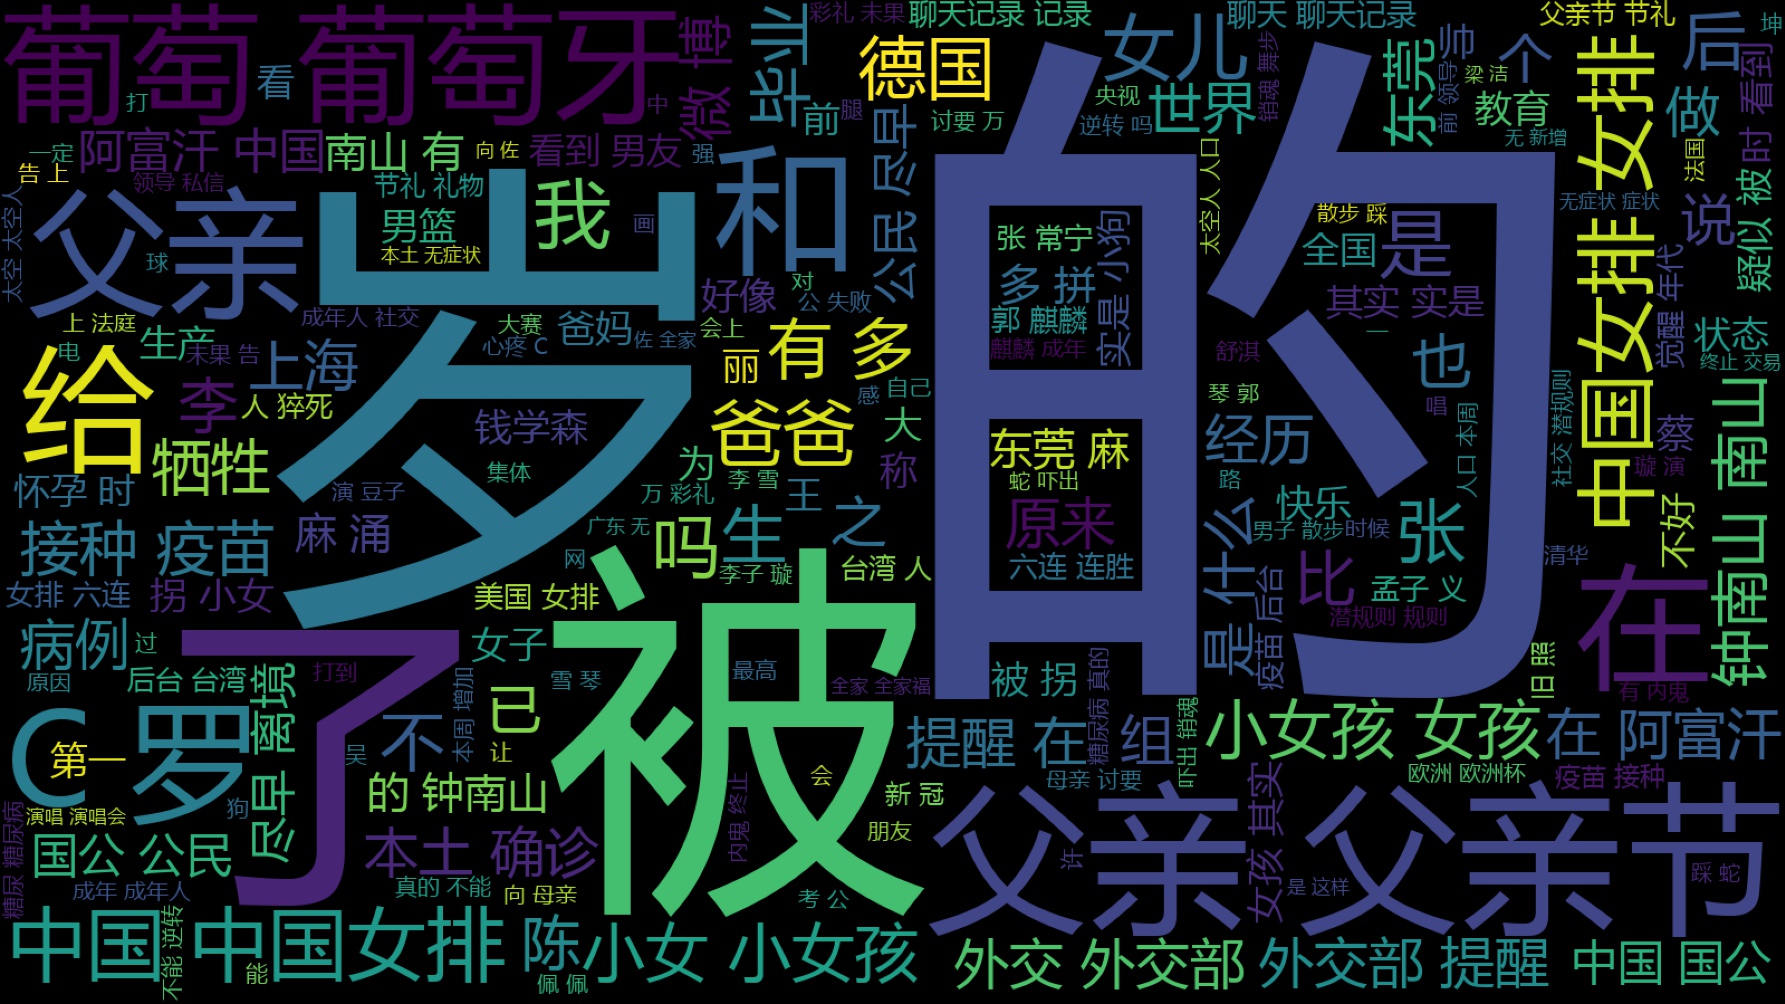 葡萄 葡萄牙
微博
毕业
彩礼 未果
聊天记录 记录
女儿
聊天 聊天记录
父亲节 节礼
后
坤
看
打
中
前
腿
德国
讨要 万
央视
世界
逆转 吗
销魂 舞步
东莞
帅
前 领导
个
梁 洁
教育
无 新增
中国 女排 女排
做
法国
时 看到
一定
告 上
阿富汗 中国
南山 有
向 佐
看到 男友
强
领导 私信
节礼 礼物
男篮
本土 无症状
我
画
和
公民 尽早
太空 太空人
父亲
球
岁
好像
对
公 失败
的
太空人 人口
张 常宁
多 拼
实是 小狗
郭 麒麟
麒麟 成年
散步 踩
全国
是
其实 实是
一
无症状 症状
说
疑似 被
觉醒 年代
状态
终止 交易
上 法庭
电
生产
未果 告
成年人 社交
大赛
心疼 C
爸妈
佐 全家
会上
丽
有 多
感
自己
舒淇
琴 郭
也
唱
给
李
上海
人 猝死
钱学森
集体
爸爸
大
为
李 雪
称
东莞 麻
蛇 吓出
经历
路
人口 本周
社交 潜规则
蔡
璇 演
钟南山 南山
牺牲
怀孕 时
演 豆子
麻 涌
万 彩礼
王
之
广东 无
吗
生
原来
快乐
男子 散步
时候
张
不好
清华
接种 疫苗
网
李子 璇
台湾 人
六连 连胜
是什么
疫苗 后台
比
孟子 义
潜规则 规则
在
女排 六连
拐 小女
美国 女排
病例
过
了
女子
被
雪 琴
最高
全家 全家福
被 拐
旧 照
有 内鬼
原因
后台 台湾
尽早 离境
打到
本周 增加
已
让
不
吴
糖尿病 真的
提醒 在
组
吓出 销魂
小女孩 女孩
在 阿富汗
C罗
第一
狗
演唱 演唱会
的 钟南山
会
内鬼 终止
新 冠
朋友
母亲 讨要
欧洲 欧洲杯
疫苗 接种
糖尿 糖尿病
国公 公民
成年 成年人
本土 确诊
真的 不能
向 母亲
考 公
父亲 父亲节
许
女孩 其实
是 这样
踩 蛇
中国 中国女排
不能 逆转
能
陈
佩 佩
小女 小女孩
外交 外交部
外交部 提醒
中国 国公